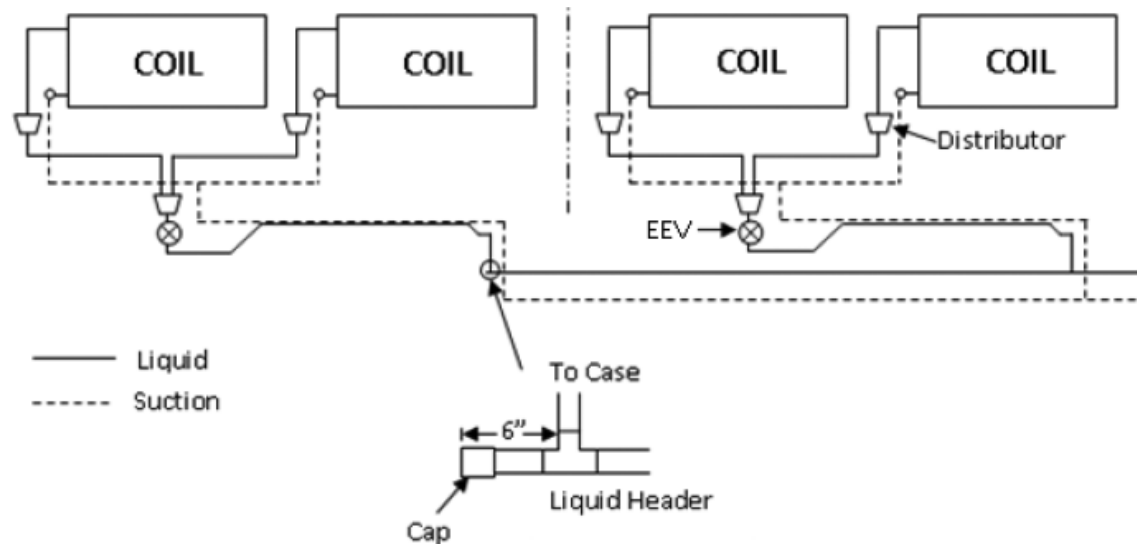 COIL COIL COIL COIL
Distributor
EEV
Liquid
To Case
Suction
6”
Liquid Header
Cap